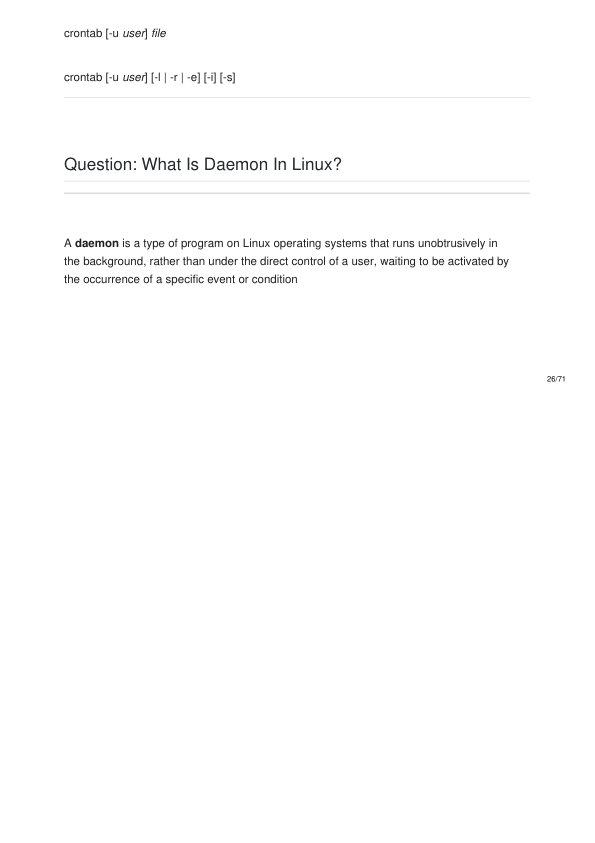 crontab [-u user] file
crontab [-u user] [-l | -r | -e] [-i] [-s]
Question: What Is Daemon In Linux?
A daemon is a type of program on Linux operating systems that runs unobtrusively in
the background, rather than under the direct control of a user, waiting to be activated by
the occurrence of a specific event or condition
26/71